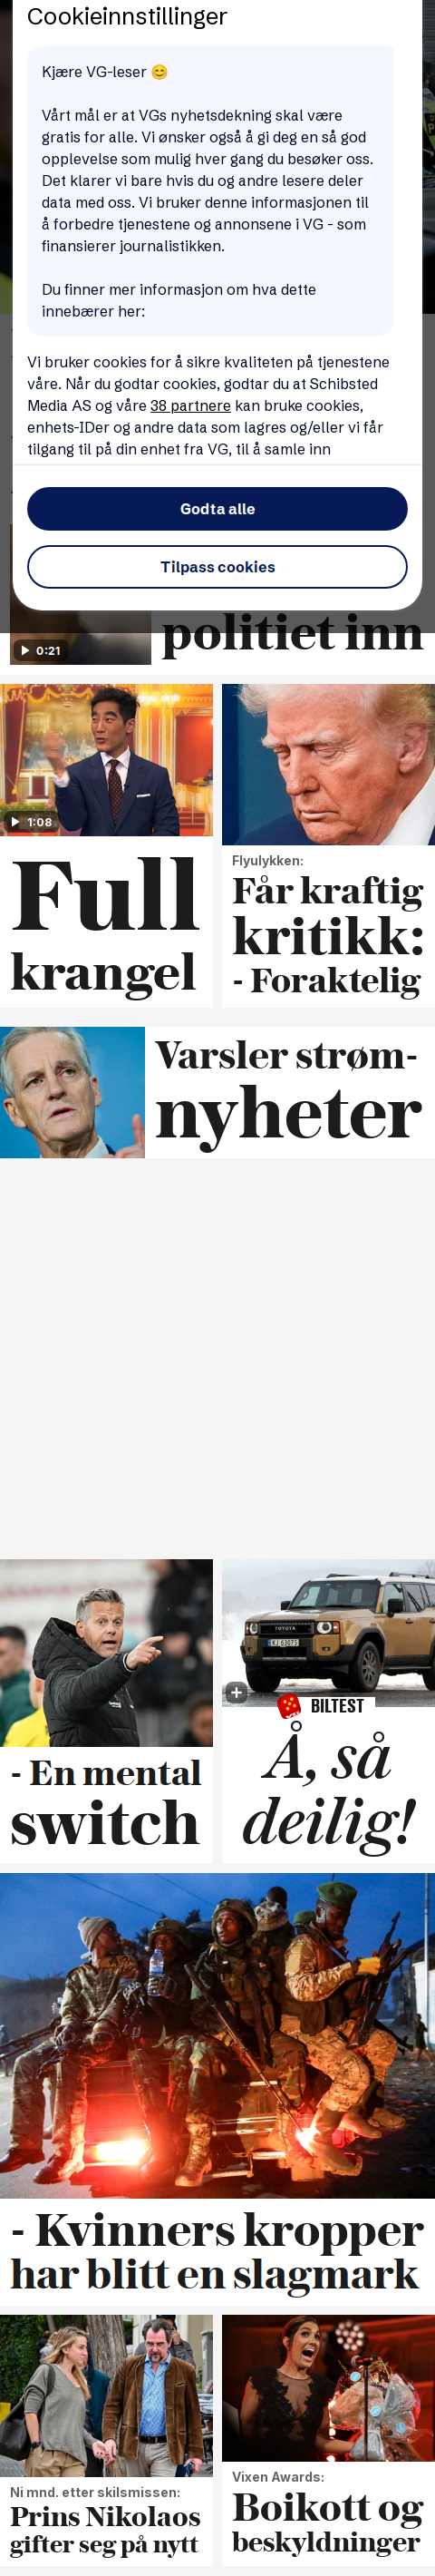 Cookieinnstillinger
Kjære VG-leser 😊
Vårt mål er at VGs nyhetsdekning skal være
gratis for alle. Vi ønsker også å gi deg en så god
opplevelse som mulig hver gang du besøker oss.
Det klarer vi bare hvis du og andre lesere deler
data med oss. Vi bruker denne informasjonen til
å forbedre tjenestene og annonsene i VG - som
finansierer journalistikken.
Du finner mer informasjon om hva dette
innebærer her:
Vi bruker cookies for å sikre kvaliteten på tjenestene
våre. Når du godtar cookies, godtar du at Schibsted
Media AS og våre 38 partnere kan bruke cookies,
enhets-IDer og andre data som lagres og/eller vi får
tilgang til på din enhet fra VG, til å samle inn
Godta alle
Tilpass cookies
politiet inn
0:21
1:08
Full
krangel
Flyulykken:
Får kraftig
kritikk:
- Foraktelig
Varsler strøm-
nyheter
- En mental
switch
TOYOTA
BILTEST
Å, så
deilig!
- Kvinners kropper
har blitt en slagmark
Ni mnd. etter skilsmissen:
Prins Nikolaos
gifter seg på nytt
Vixen Awards:
Boikott og
beskyldninger